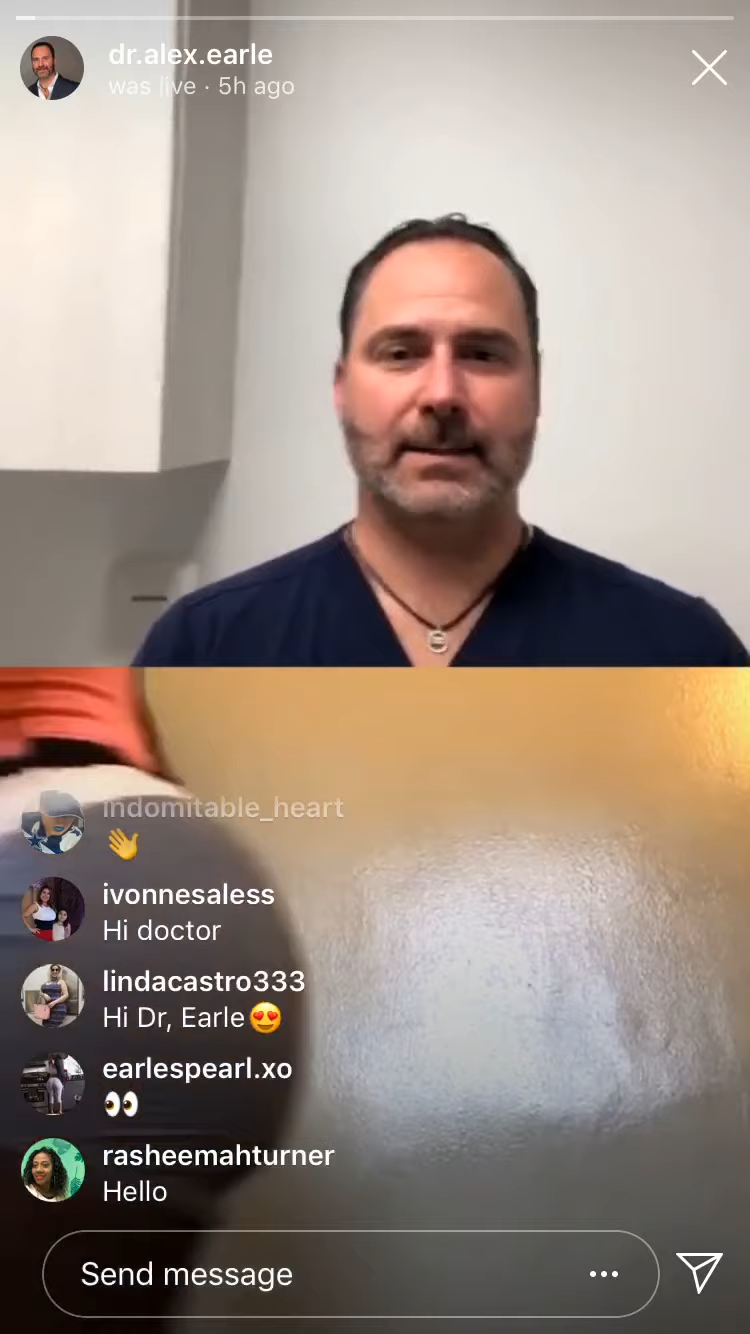 dr.alex.earle
was live · 5h ago
indomitable_heart
👋
ivonnesaless
Hi doctor
lindacastro333
Hi Dr, Earle😍
earlespearl.xo
👀
rasheemahturner
Hello
Send message